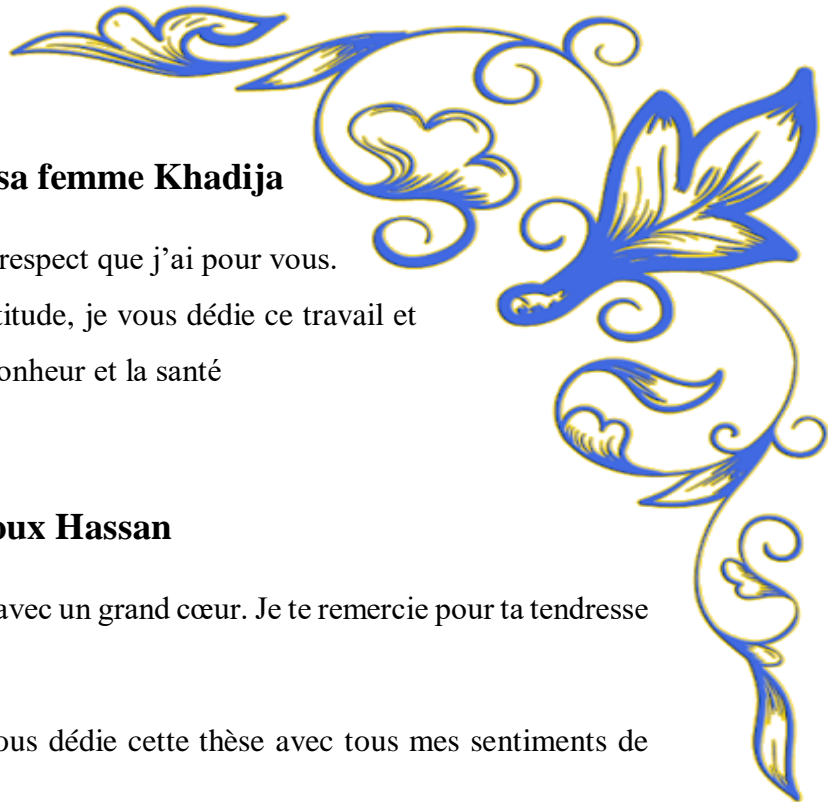 sa femme Khadija
respect que j’ai pour vous.
titude, je vous dédie ce travail et
onheur et la santé
oux Hassan
avec un grand cœur. Je te remercie pour ta tendresse
ous dédie cette thèse avec tous mes sentiments de